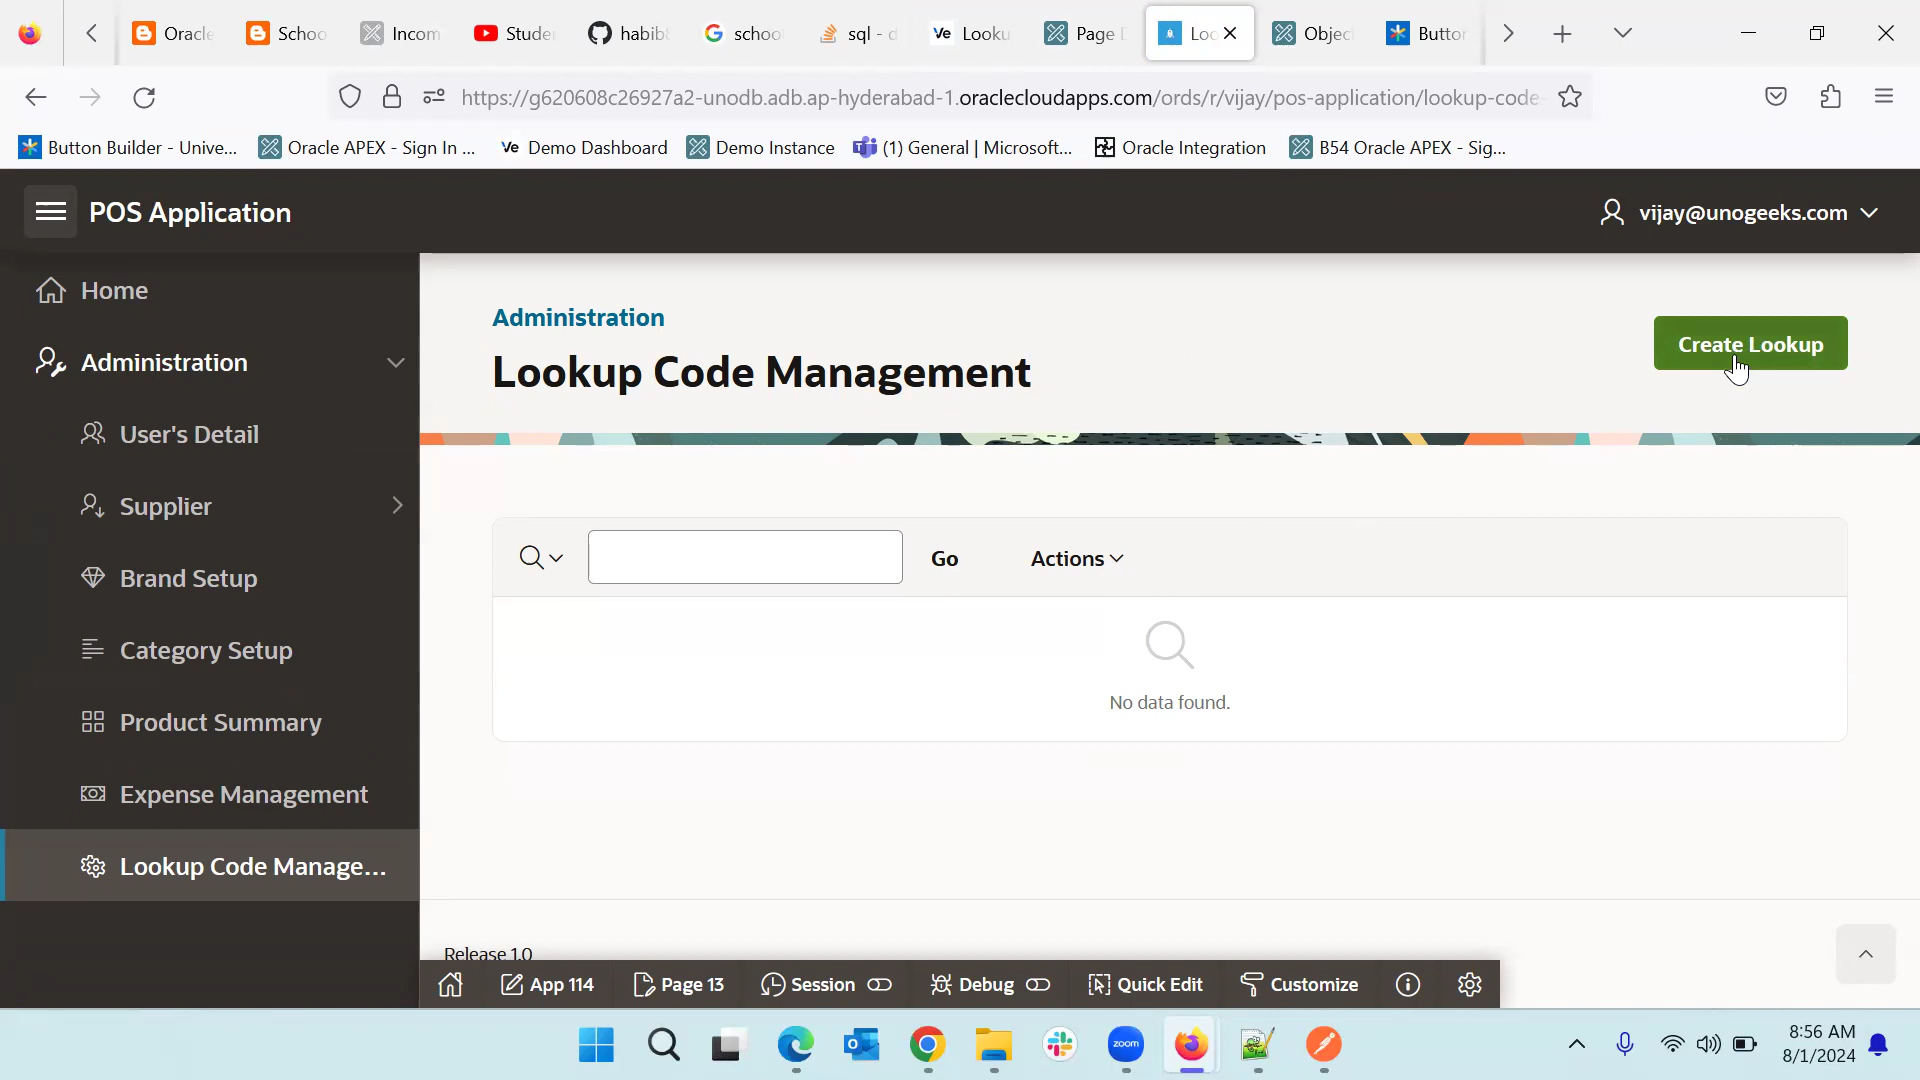 Oracle
Schoo
Incom
Stude
habib8
schoo
sql - d
Looku
Page D
Loo
Objec
Button
https://g620608c26927a2-unodb.adb.ap-hyderabad-1.oraclecloudapps.com/ords/r/vijay/pos-application/lookup-code-
Button Builder - Unive...
Oracle APEX - Sign In ...
Demo Dashboard
Demo Instance
(1) General | Microsoft...
Oracle Integration
B54 Oracle APEX - Sig...
POS Application
vijay@unogeeks.com
Home
Administration
User's Detail
Supplier
Brand Setup
Category Setup
Product Summary
Expense Management
Lookup Code Manage...
Administration
Lookup Code Management
Create Lookup
Go
Actions
No data found.
Release 1.0
App 114
Page 13
Session
Debug
Quick Edit
Customize
zoom
8:56 AM
8/1/2024